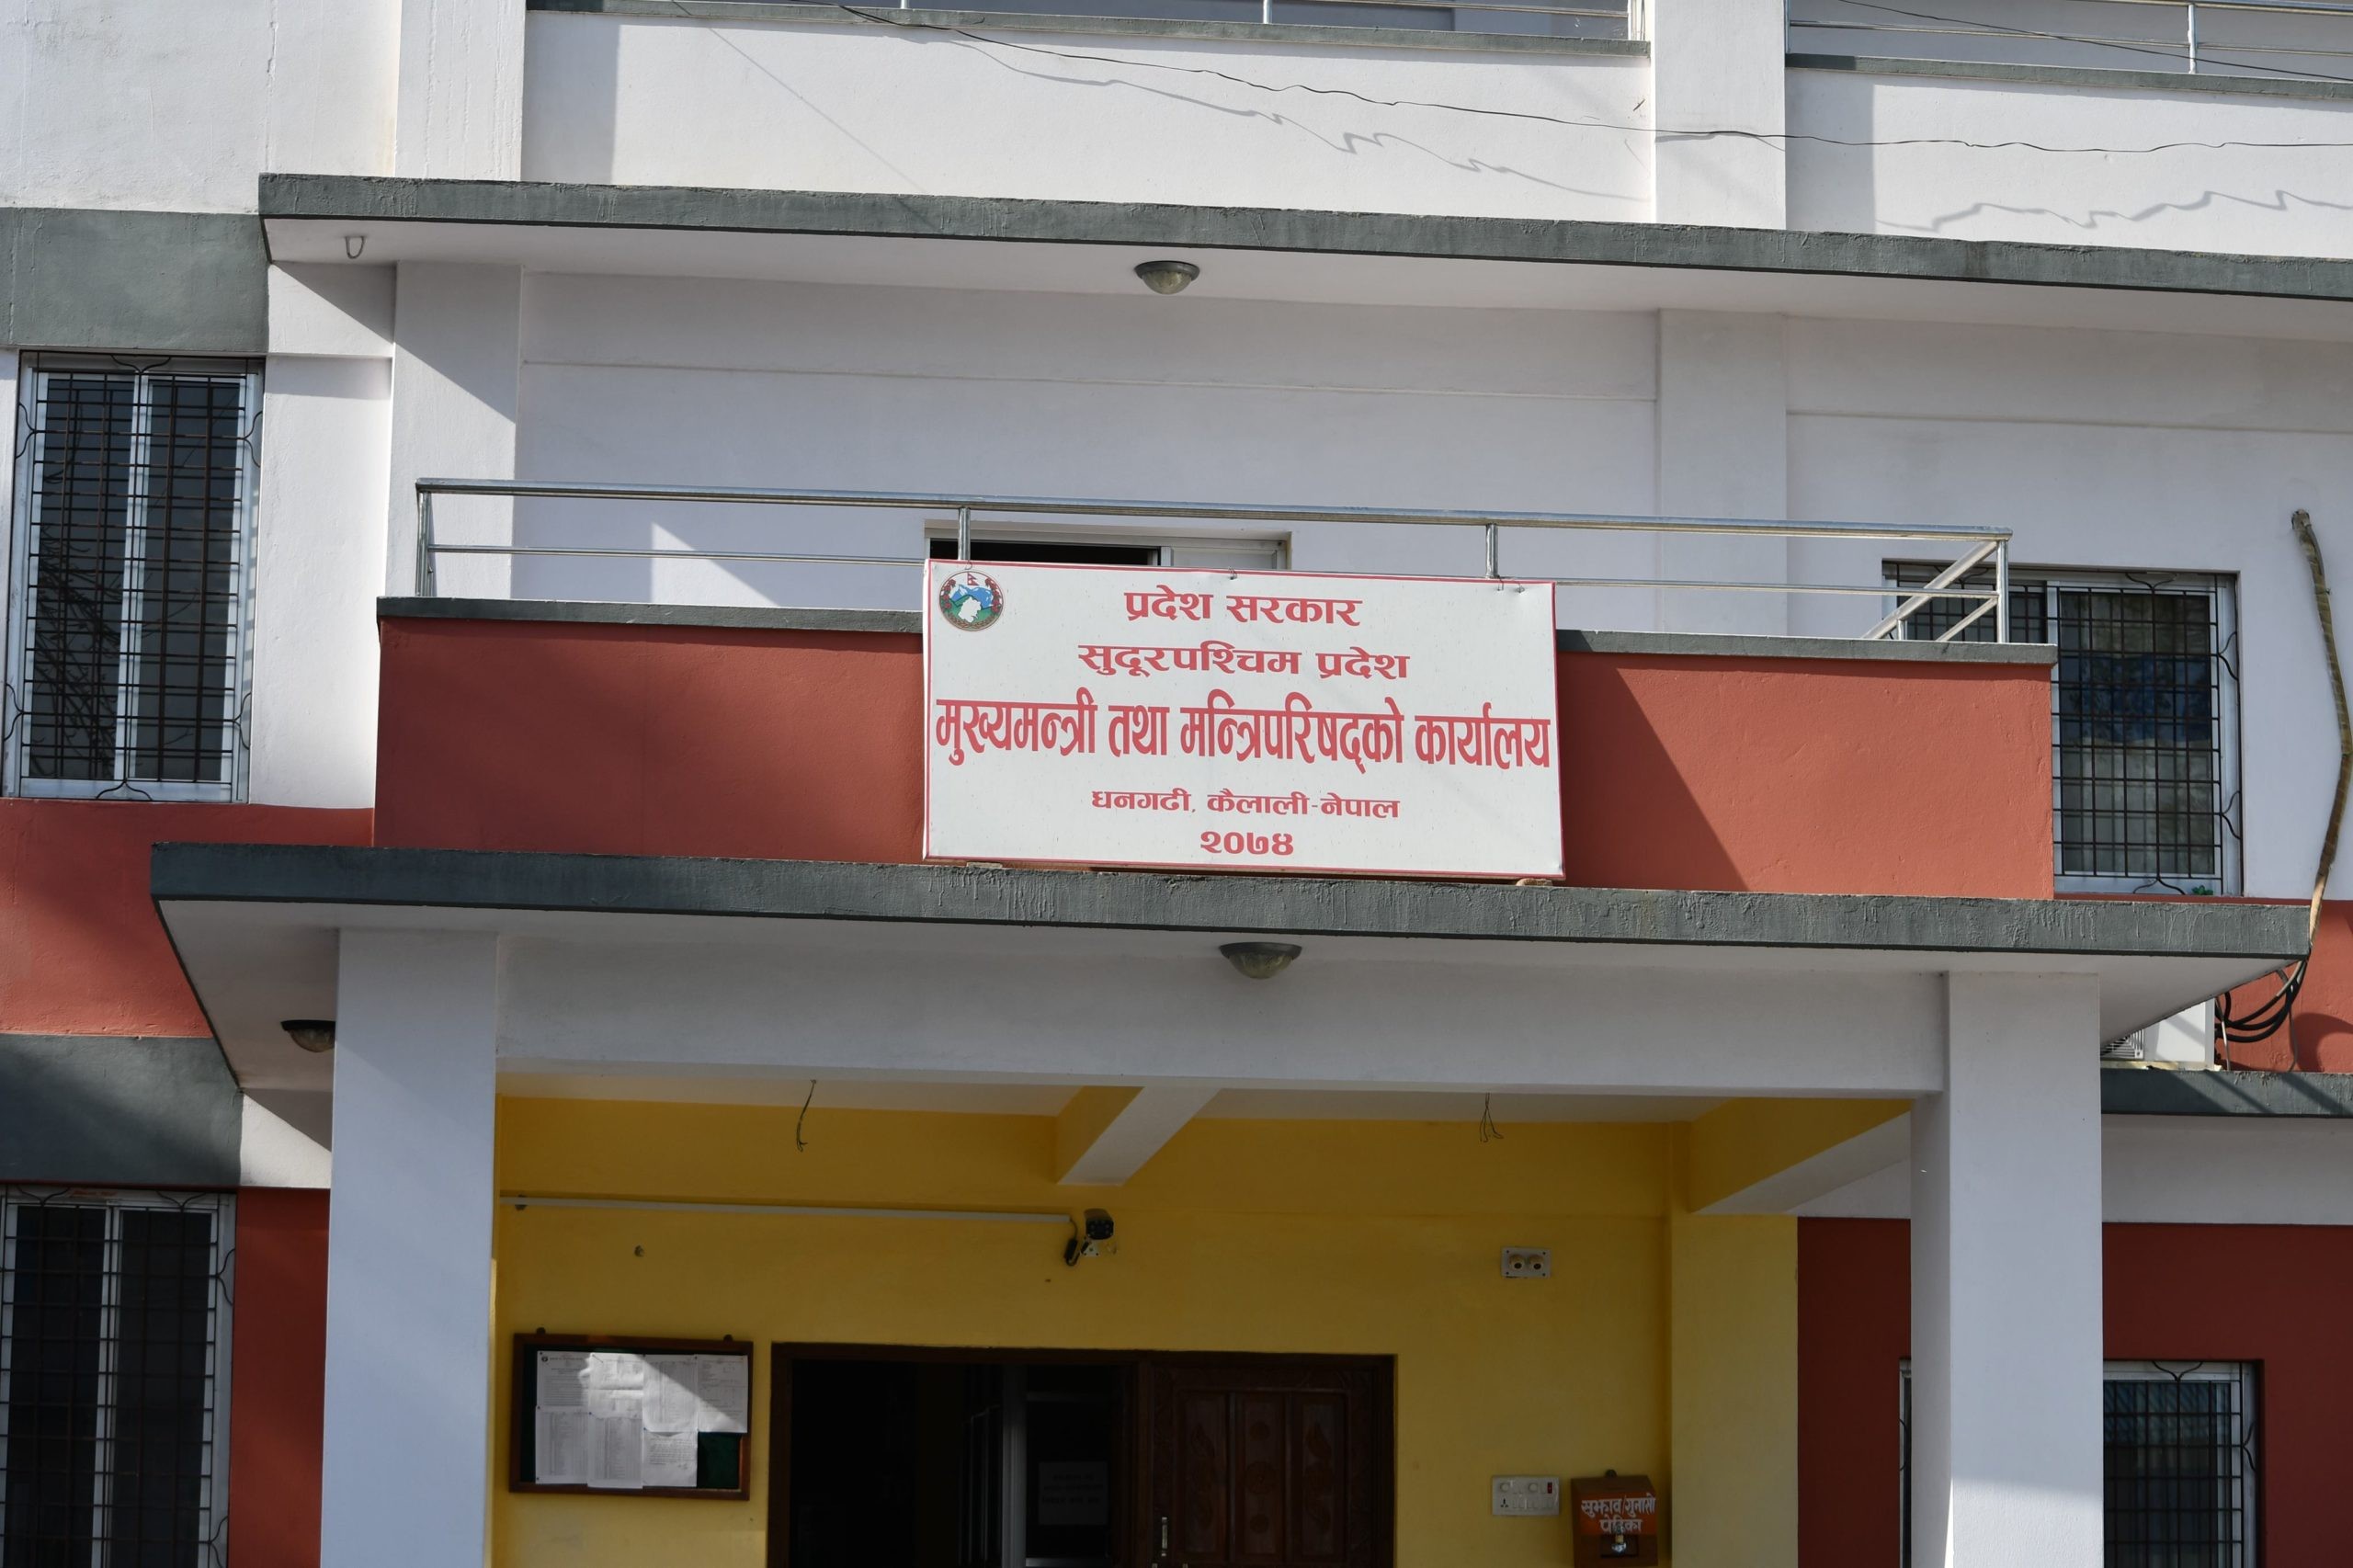 प्रदेश सरकार
सुदूरपश्चिम प्रदेश
मुख्यमन्त्री तथा मन्त्रिपरिषद्को कार्यालय
धनगढी, कैलाली-नेपाल
२०७४
सुझाव/गुनासो
पेटिका